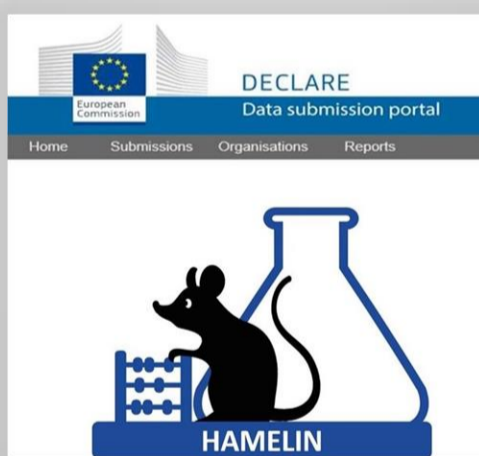 European
Commission
DECLARE
Data submission portal
Home Submissions Organisations Reports
HAMELIN